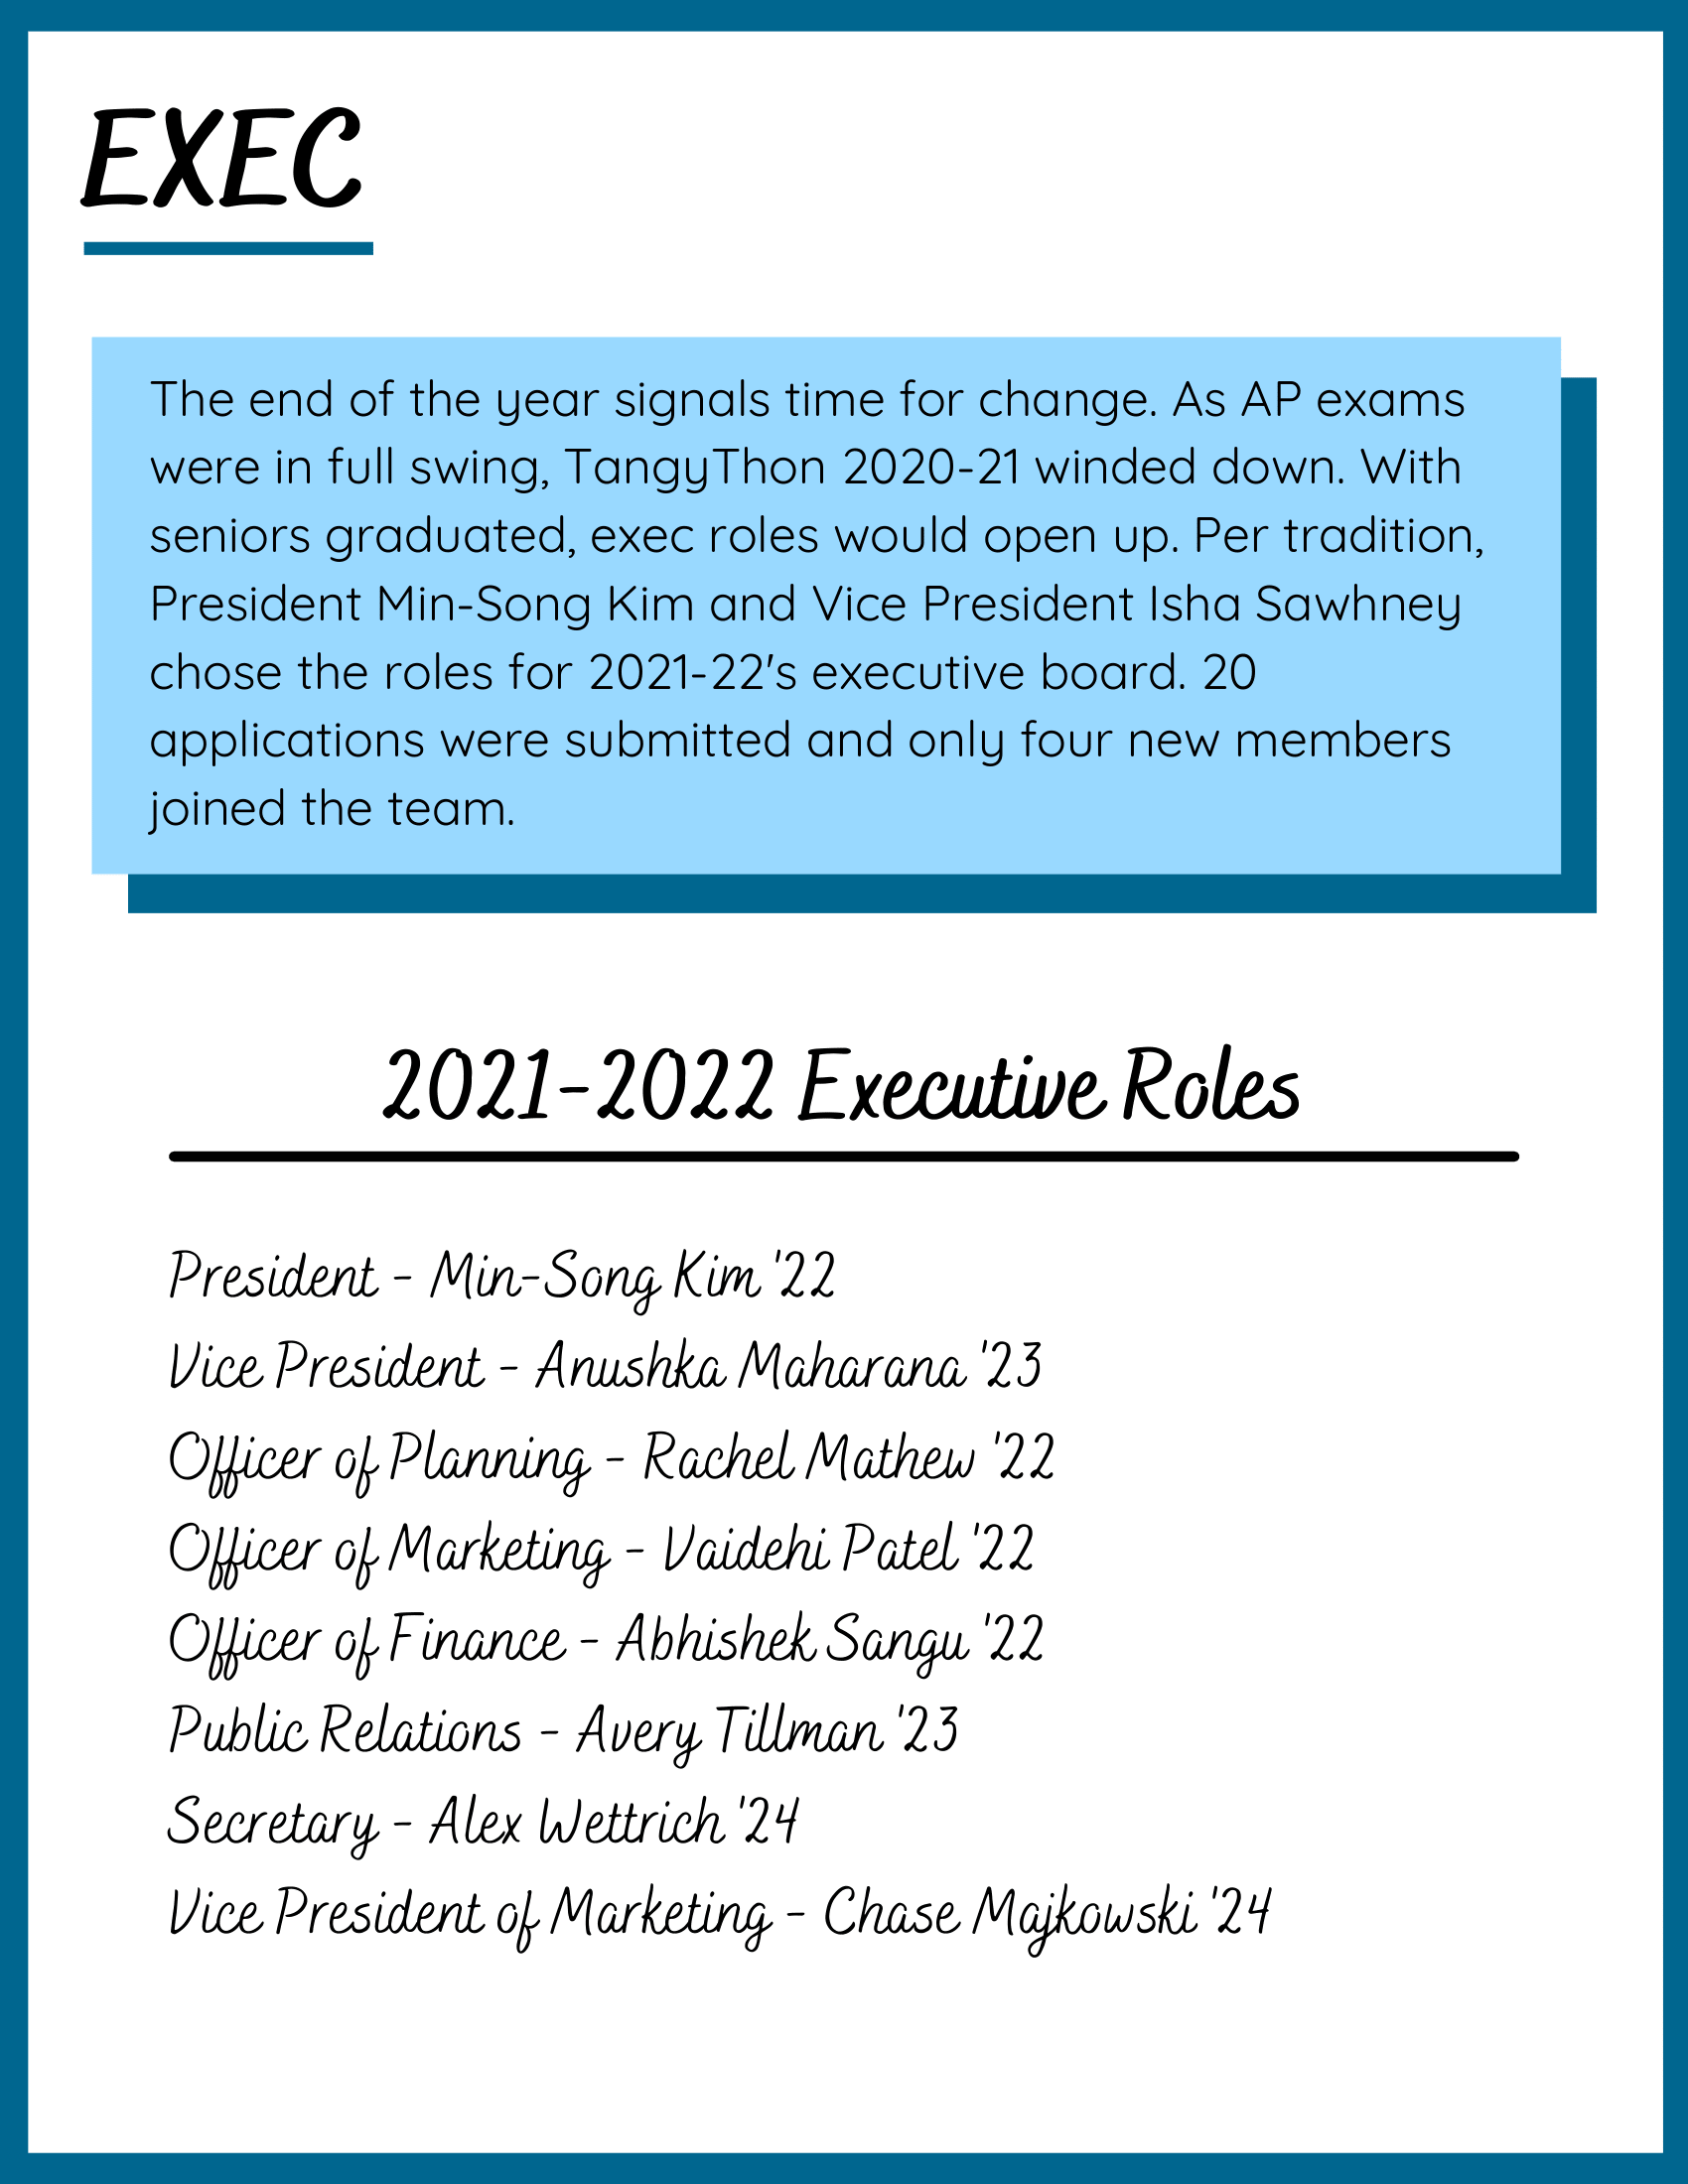 EXEC
The end of the year signals time for change. As AP exams
were in full swing, TangyThon 2020-21 winded down. With
seniors graduated, exec roles would open up. Per tradition,
President Min-Song Kim and Vice President Isha Sawhney
chose the roles for 2021-22's executive board. 20
applications were submitted and only four new members
joined the team.
2021-2022 Executive Roles
President - Min-Song Kim '22
Vice President - Anushka Maharana '23
Officer of Planning - Rachel Mathew '22
Officer of Marketing - Vaidehi Patel '22
Officer of Finance - Abhishek Sangu '22
Public Relations - Avery Tillman '23
Secretary - Alex Wettrich '24
Vice President of Marketing - Chase Majkowski '24